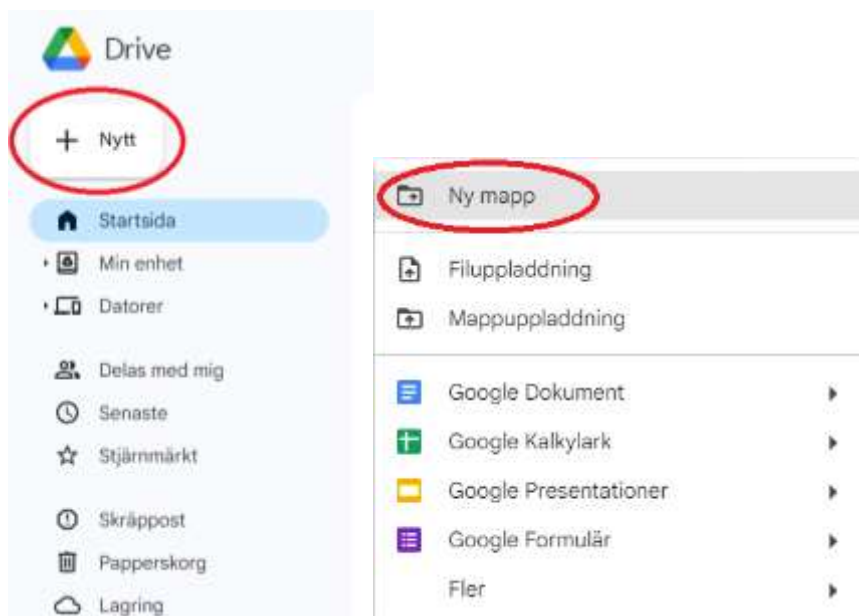 Drive
Nytt
Startsida
Min enhet
Datorer
Delas med mig
Senaste
Stjärnmärkt
Skräppost
Papperskorg
Lagring
Ny mapp
Filuppladdning
Mappuppladdning
Google Dokument
Google Kalkylark
Google Presentationer
Google Formulär
Fler